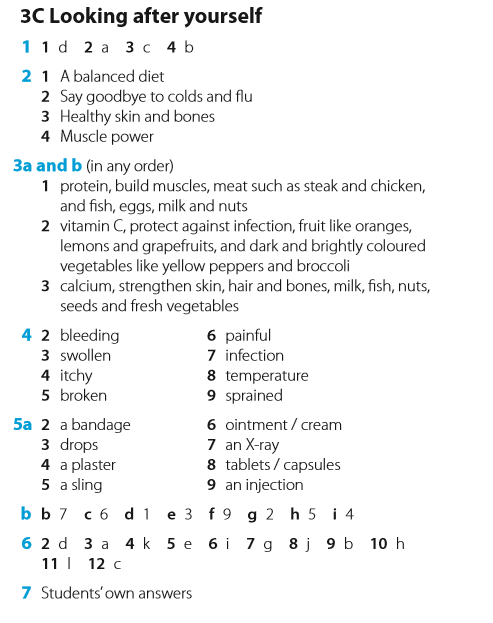 3C Looking after yourself
1 1 d 2 a 3 c 4 b
2 1 A balanced diet
2 Say goodbye to colds and flu
3 Healthy skin and bones
4 Muscle power
3a and b (in any order)
1 protein, build muscles, meat such as steak and chicken,
and fish, eggs, milk and nuts
2 vitamin C, protect against infection, fruit like oranges,
lemons and grapefruits, and dark and brightly coloured
vegetables like yellow peppers and broccoli
3 calcium, strengthen skin, hair and bones, milk, fish, nuts,
seeds and fresh vegetables
4 2 bleeding 6 painful
3 swollen 7 infection
4 itchy 8 temperature
5 broken 9 sprained
5a 2 a bandage 6 ointment / cream
3 drops 7 an X-ray
4 a plaster 8 tablets / capsules
5 a sling 9 an injection
b b 7 c 6 d 1 e 3 f 9 g 2 h 5 i 4
6 2 d 3 a 4 k 5 e 6 i 7 g 8 j 9 b 10 h
11 l 12 c
7 Students' own answers